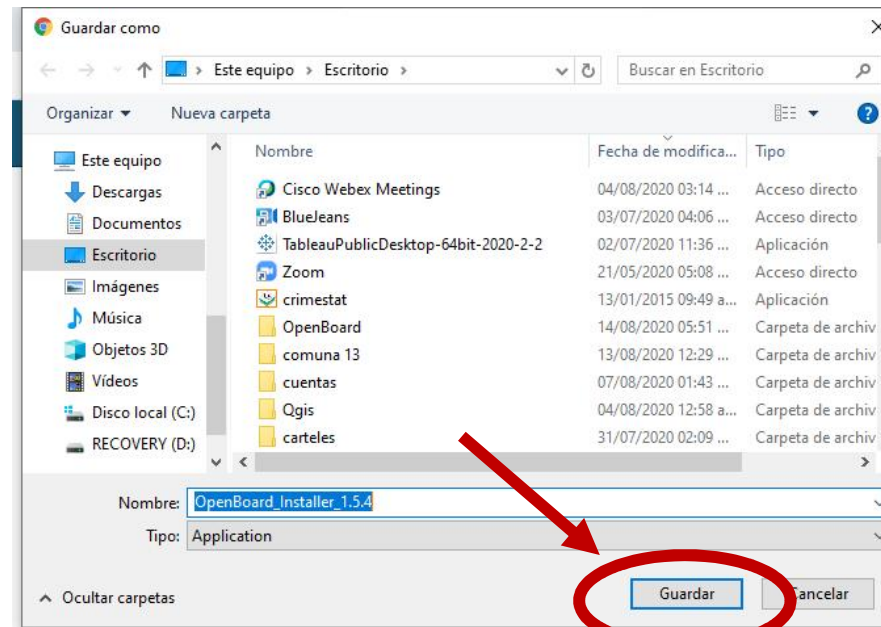 Guardar como
Este equipo > Escritorio >
Buscar en Escritorio
Organizar
Nueva carpeta
Este equipo
Descargas
Documentos
Escritorio
Imágenes
Música
Objetos 3D
Vídeos
Disco local (C:)
RECOVERY (D:)
Nombre Fecha de modifica... Tipo
Cisco Webex Meetings 04/08/2020 03:14 ... Acceso directo
BlueJeans 03/07/2020 04:06 ... Acceso directo
TableauPublicDesktop-64bit-2020-2-2 02/07/2020 11:36 ... Aplicación
Zoom 21/05/2020 05:08 ... Acceso directo
crimestat 13/01/2015 09:49 a... Aplicación
OpenBoard 14/08/2020 05:51 ... Carpeta de archiv
comuna 13 13/08/2020 12:29 ... Carpeta de archiv
cuentas 07/08/2020 01:43 ... Carpeta de archiv
Qgis 04/08/2020 12:58 a... Carpeta de archiv
carteles 31/07/2020 02:09 ... Carpeta de archiv
Nombre: OpenBoard_Installer_1.5.4
Tipo: Application
Ocultar carpetas
Guardar
Cancelar